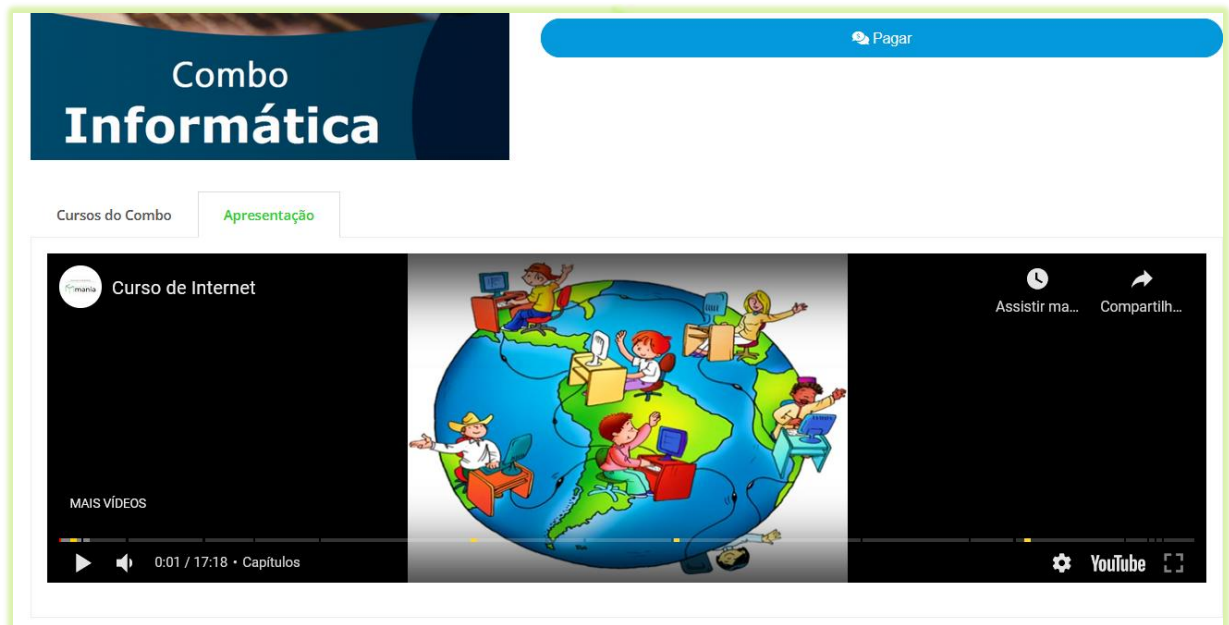 Pagar
Combo
Informática
Cursos do Combo
Apresentação
mania
Curso de Internet
Assistir ma...
Compartilh...
MAIS VÍDEOS
0:01 / 17:18 • Capítulos
YouTube